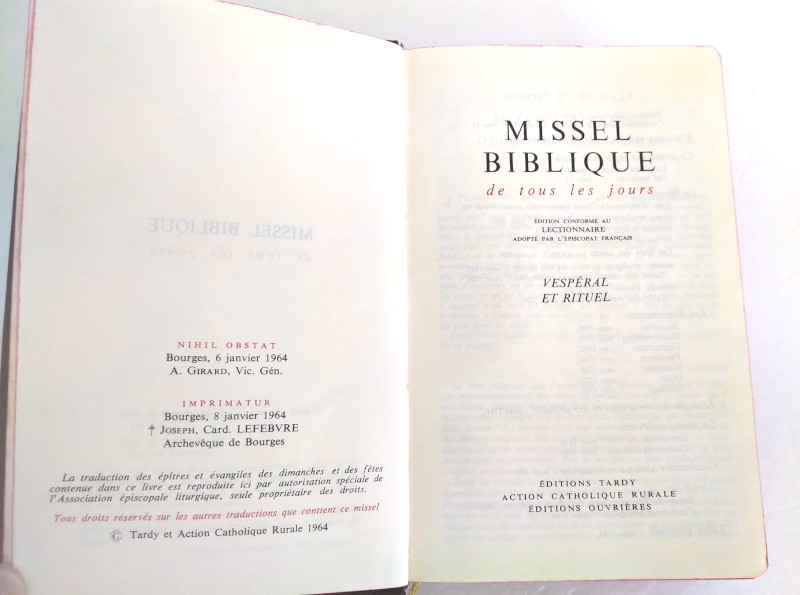 NIHIL OBSTAT
Bourges, 6 janvier 1964
A. GIRARD, Vic. Gén.
IMPRIMATUR
Bourges, 8 janvier 1964
† JOSEPH, Card. LEFEBVRE
Archevêque de Bourges
La traduction des épîtres et évangiles des dimanches et des fêtes
contenue dans ce livre est reproduite ici par autorisation spéciale de
l'Association épiscopale liturgique, seule propriétaire des droits.
Tous droits réservés sur les autres traductions que contient ce missel
© Tardy et Action Catholique Rurale 1964
MISSEL
BIBLIQUE
de tous les jours
ÉDITION CONFORME AU
LECTIONNAIRE
ADOPTÉ PAR L'ÉPISCOPAT FRANÇAIS
VESPÉRAL
ET RITUEL
ÉDITIONS TARDY
ACTION CATHOLIQUE RURALE
ÉDITIONS OUVRIÈRES